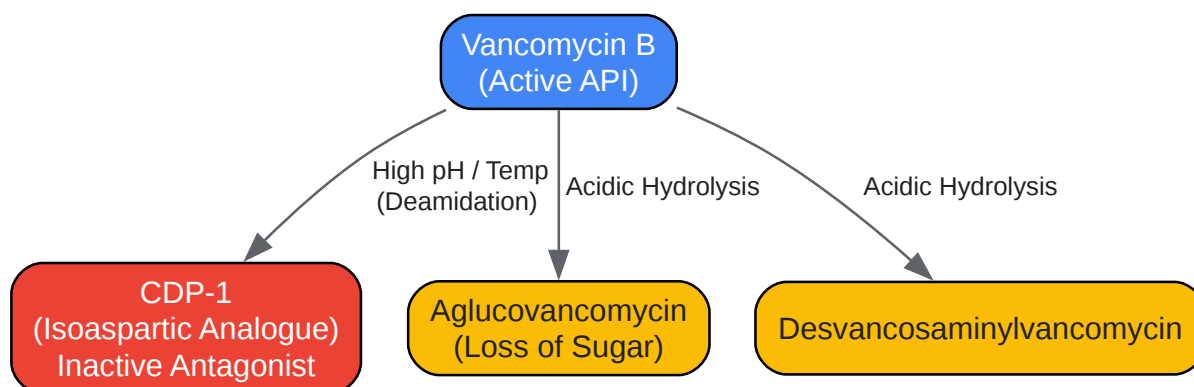 Vancomycin B
(Active API)
High pH / Temp
(Deamidation)
Acidic Hydrolysis
Acidic Hydrolysis
CDP-1
(Isoaspartic Analogue)
Inactive Antagonist
Aglucovancomycin
(Loss of Sugar)
Desvancosaminylvancomycin